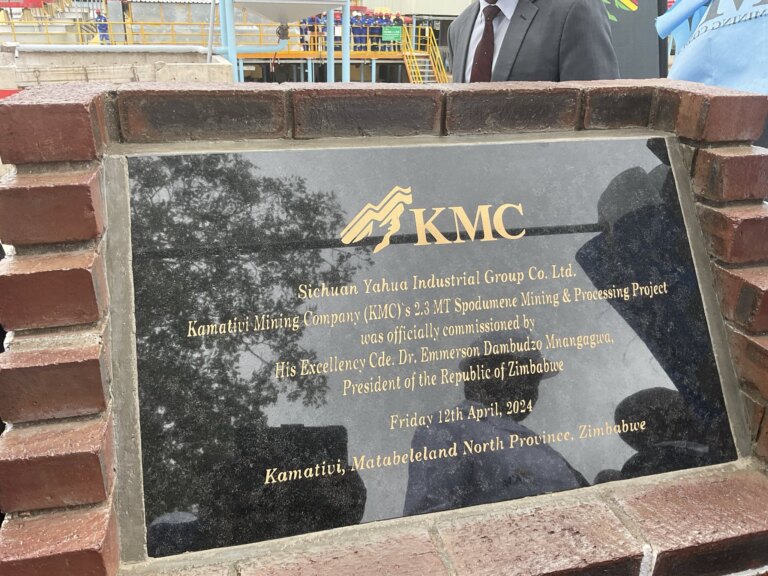 KMC
Sichuan Yahua Industrial Group Co. Ltd.
Kamativi Mining Company (KMC)`s 2.3 MT Spodumene Mining & Processing Project
was officially commissioned by
His Excellency Cde. Dr. Emmerson Dambudzo Mnangagwa,
President of the Republic of Zimbabwe
Friday 12th April, 2024
Kamativi, Matabeleland North Province, Zimbabwe